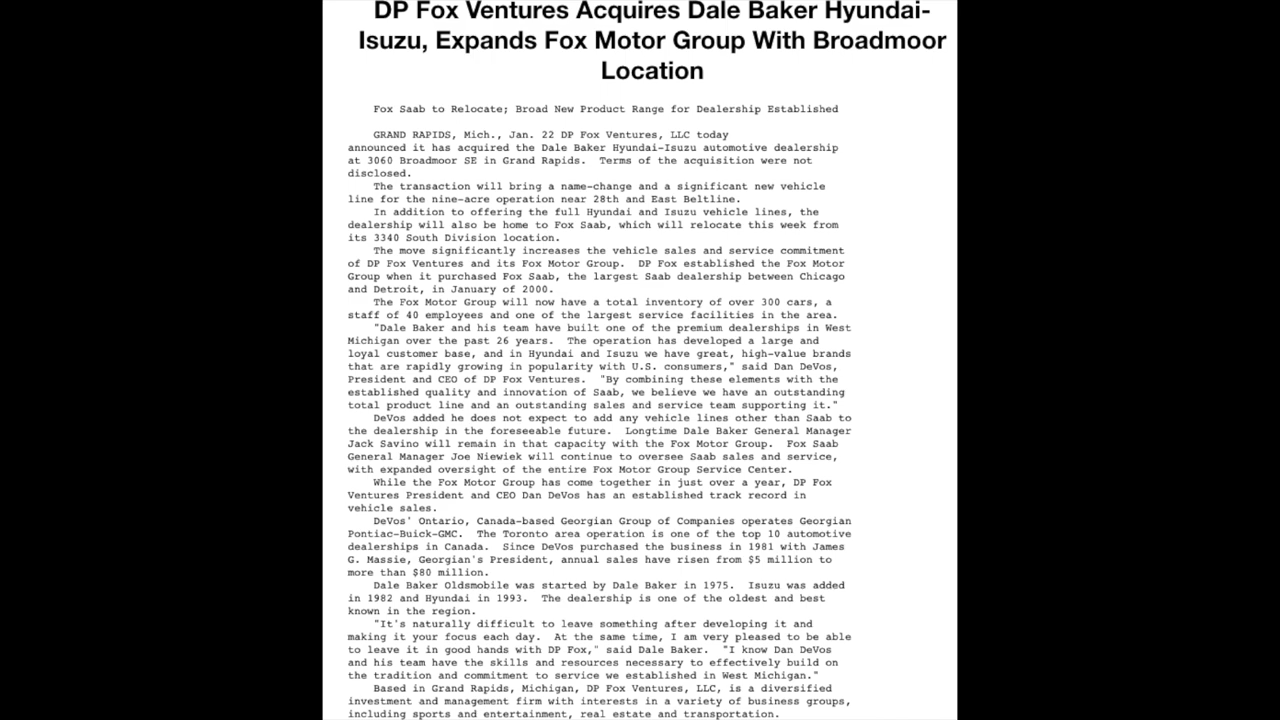 DP Fox Ventures Acquires Dale Baker Hyundai-
Isuzu, Expands Fox Motor Group With Broadmoor
Location
Fox Saab to Relocate; Broad New Product Range for Dealership Established
GRAND RAPIDS, Mich., Jan. 22 DP Fox Ventures, LLC today
announced it has acquired the Dale Baker Hyundai-Isuzu automotive dealership
at 3060 Broadmoor SE in Grand Rapids.  Terms of the acquisition were not
disclosed.
The transaction will bring a name-change and a significant new vehicle
line for the nine-acre operation near 28th and East Beltline.
In addition to offering the full Hyundai and Isuzu vehicle lines, the
dealership will also be home to Fox Saab, which will relocate this week from
its 3340 South Division location.
The move significantly increases the vehicle sales and service commitment
of DP Fox Ventures and its Fox Motor Group.  DP Fox established the Fox Motor
Group when it purchased Fox Saab, the largest Saab dealership between Chicago
and Detroit, in January of 2000.
The Fox Motor Group will now have a total inventory of over 300 cars, a
staff of 40 employees and one of the largest service facilities in the area.
"Dale Baker and his team have built one of the premium dealerships in West
Michigan over the past 26 years.  The operation has developed a large and
loyal customer base, and in Hyundai and Isuzu we have great, high-value brands
that are rapidly growing in popularity with U.S. consumers," said Dan DeVos,
President and CEO of DP Fox Ventures.  "By combining these elements with the
established quality and innovation of Saab, we believe we have an outstanding
total product line and an outstanding sales and service team supporting it."
DeVos added he does not expect to add any vehicle lines other than Saab to
the dealership in the foreseeable future.  Longtime Dale Baker General Manager
Jack Savino will remain in that capacity with the Fox Motor Group.  Fox Saab
General Manager Joe Niewiek will continue to oversee Saab sales and service,
with expanded oversight of the entire Fox Motor Group Service Center.
While the Fox Motor Group has come together in just over a year, DP Fox
Ventures President and CEO Dan DeVos has an established track record in
vehicle sales.
DeVos' Ontario, Canada-based Georgian Group of Companies operates Georgian
Pontiac-Buick-GMC.  The Toronto area operation is one of the top 10 automotive
dealerships in Canada.  Since DeVos purchased the business in 1981 with James
G. Massie, Georgian's President, annual sales have risen from $5 million to
more than $80 million.
Dale Baker Oldsmobile was started by Dale Baker in 1975.  Isuzu was added
in 1982 and Hyundai in 1993.  The dealership is one of the oldest and best
known in the region.
"It's naturally difficult to leave something after developing it and
making it your focus each day.  At the same time, I am very pleased to be able
to leave it in good hands with DP Fox," said Dale Baker.  "I know Dan DeVos
and his team have the skills and resources necessary to effectively build on
the tradition and commitment to service we established in West Michigan."
Based in Grand Rapids, Michigan, DP Fox Ventures, LLC, is a diversified
investment and management firm with interests in a variety of business groups,
including sports and entertainment, real estate and transportation.